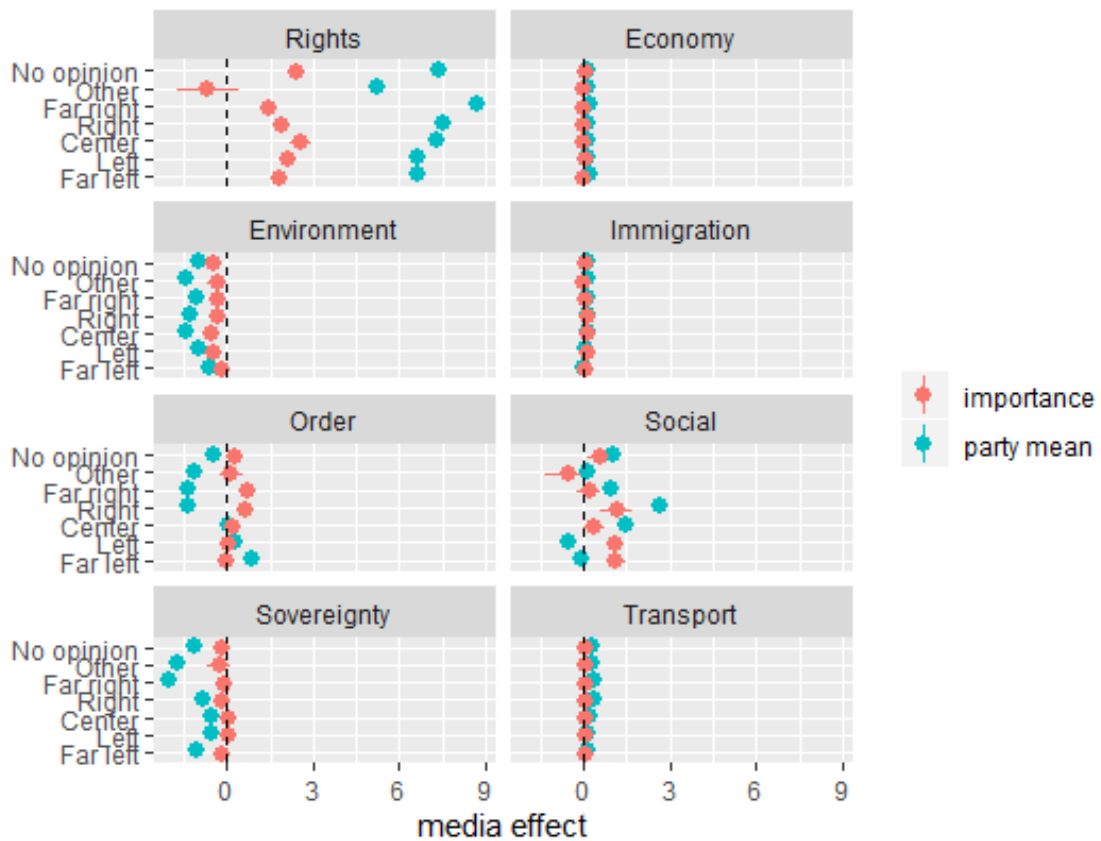 Rights
Economy
No opinion
Other
Far right
Right
Center
Left
Far left
Environment
Immigration
No opinion
Other
Far right
Right
Center
Left
Far left
Order
Social
No opinion
Other
Far right
Right
Center
Left
Far left
Sovereignty
Transport
No opinion
Other
Far right
Right
Center
Left
Far left
0 3 6 9 0 3 6 9
media effect
importance
party mean